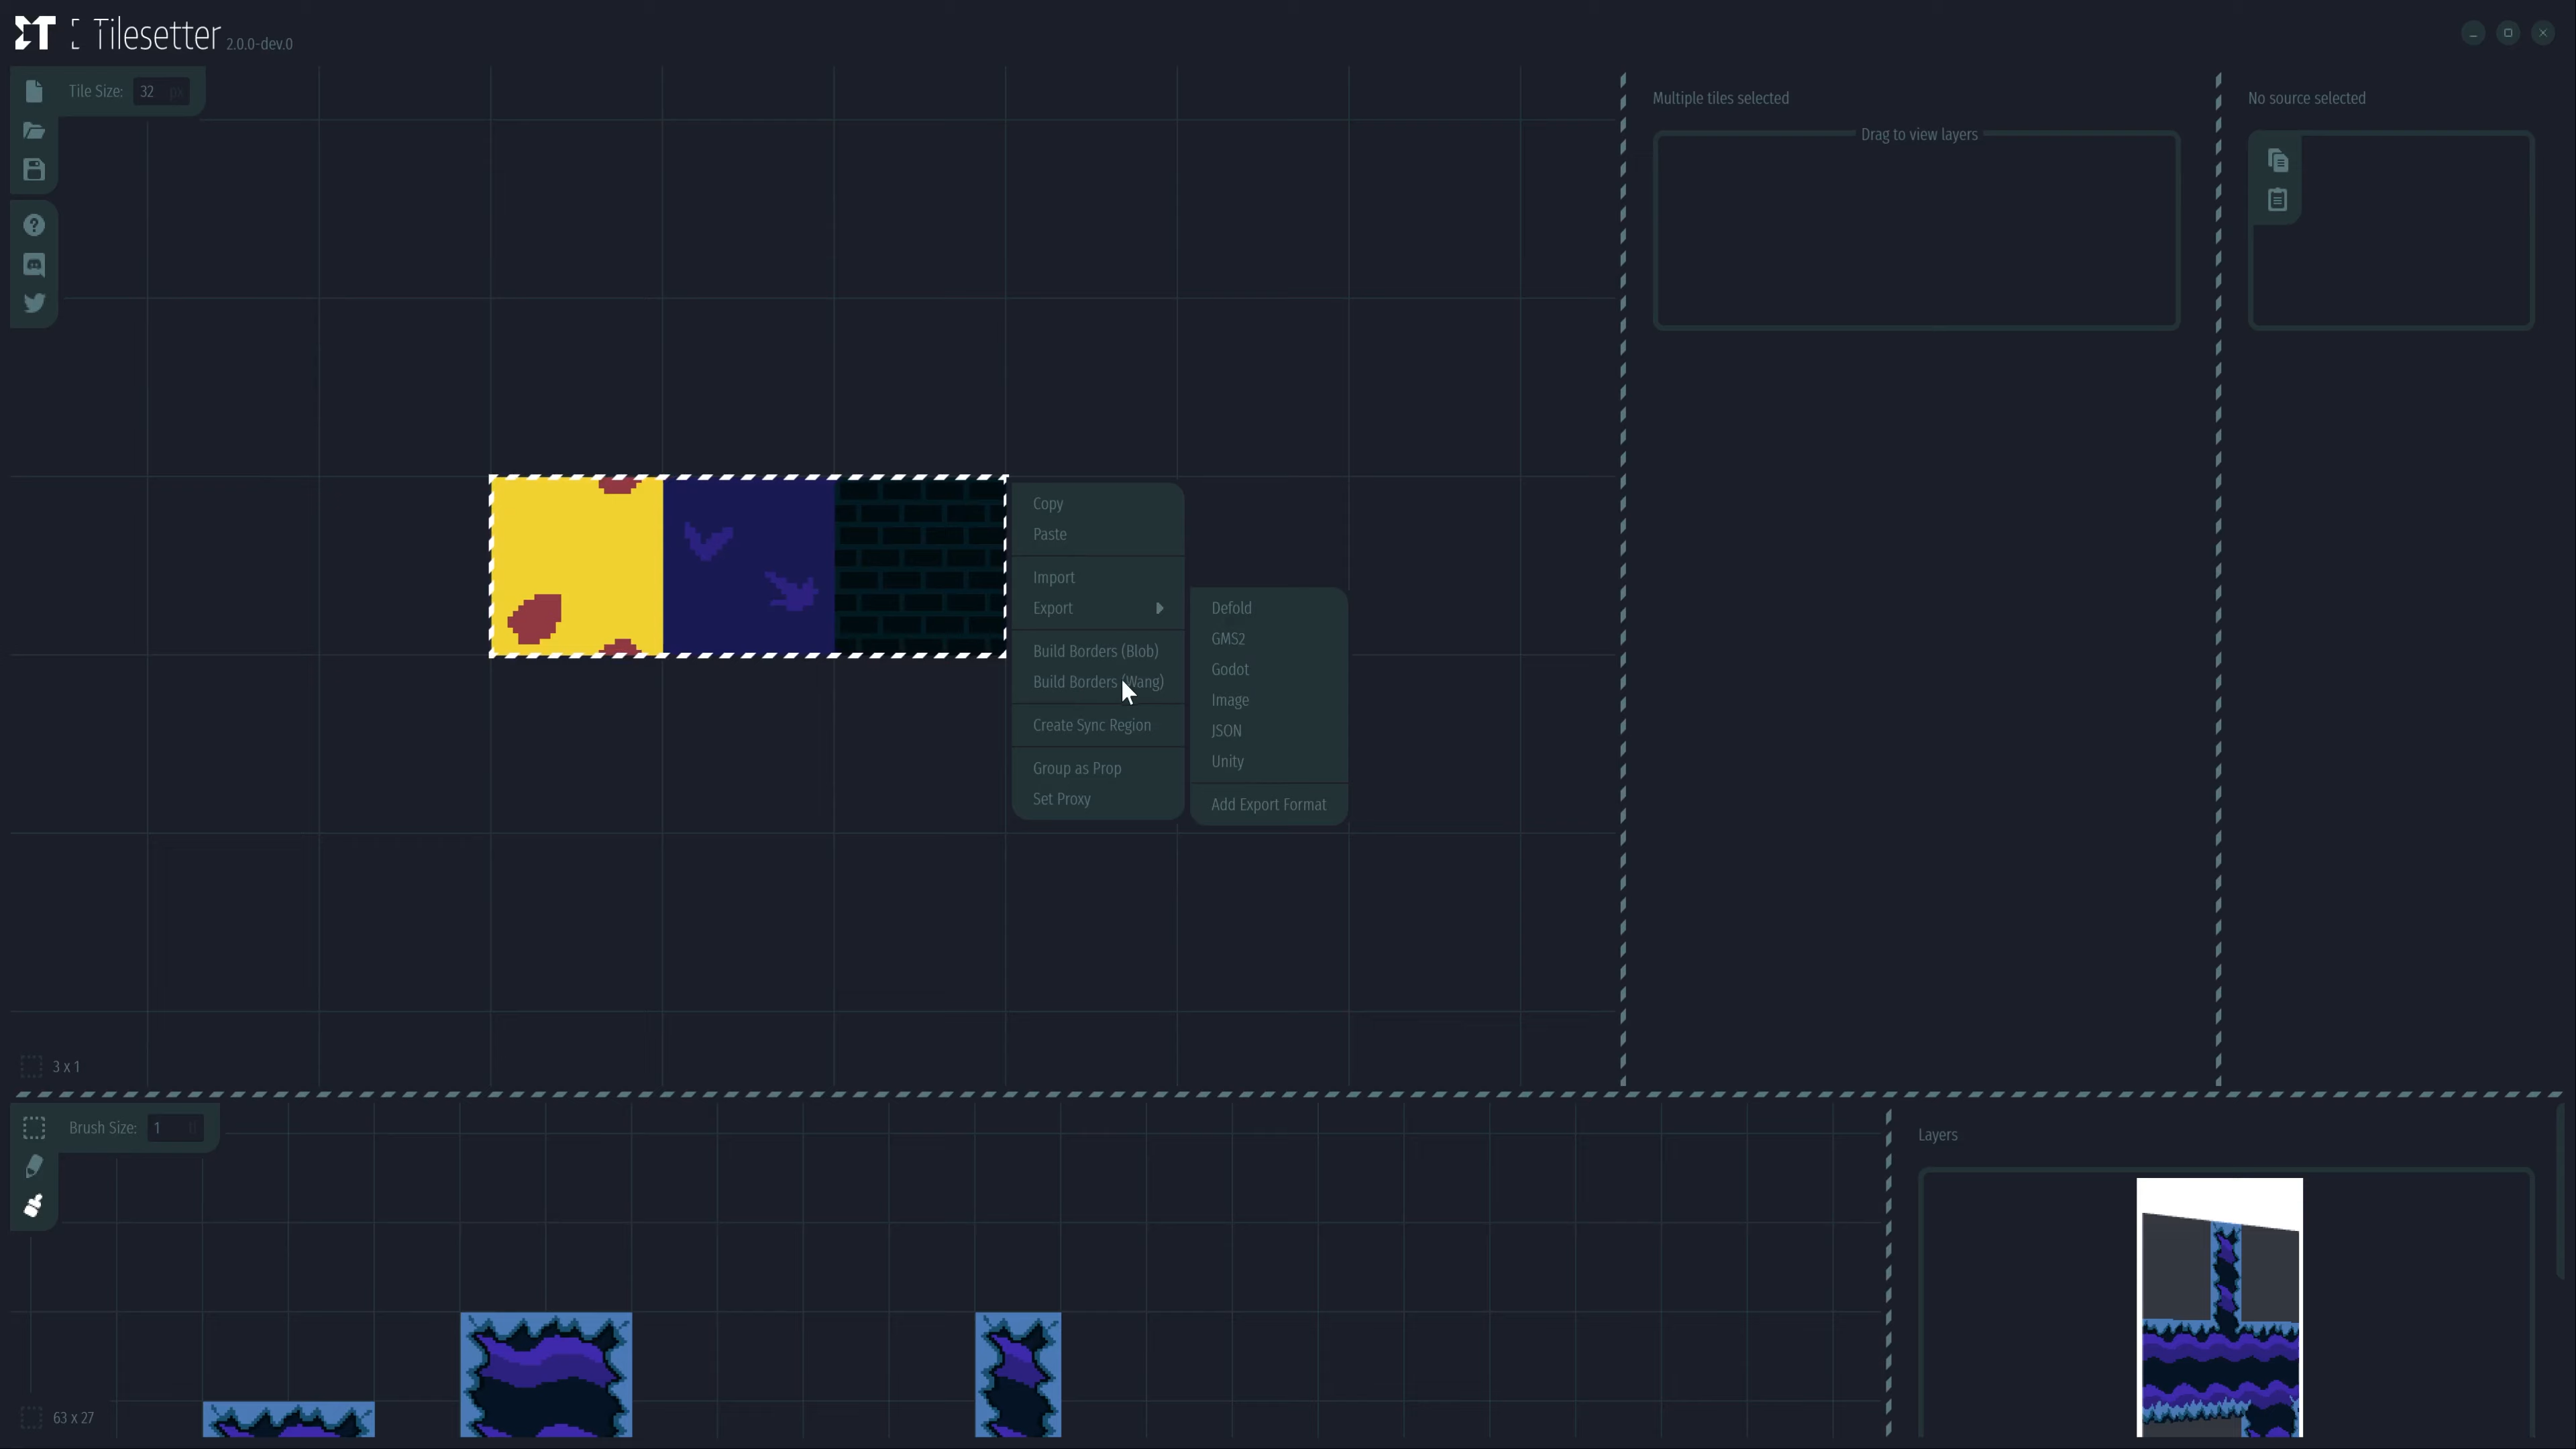 Tilesetter 2.0.0-dev.0
Tile Size: 32 px
Multiple tiles selected
No source selected
Drag to view layers
Copy
Paste
Import
Export
Build Borders (Blob)
Build Borders (Wang)
Create Sync Region
Group as Prop
Set Proxy
Defold
GMS2
Godot
Image
JSON
Unity
Add Export Format
3 x 1
Brush Size: 1
Layers
63 x 27